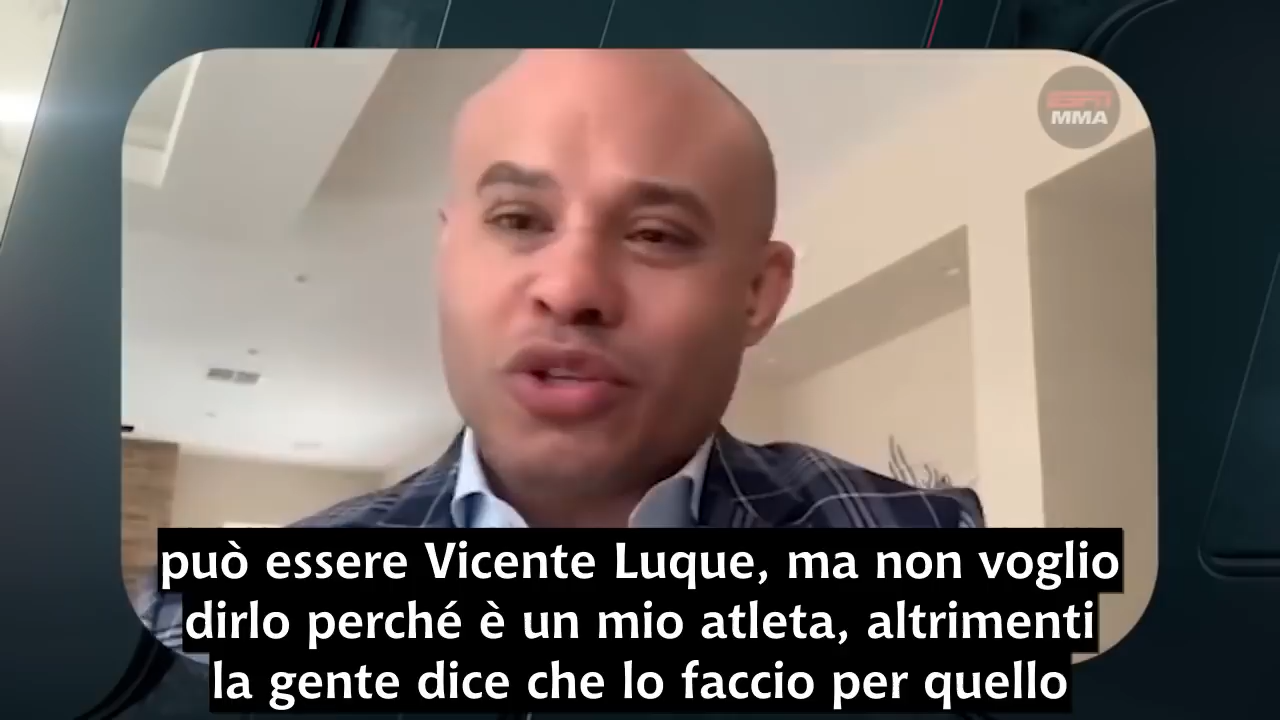 ESPN
MMA
può essere Vicente Luque, ma non voglio
dirlo perché è un mio atleta, altrimenti
la gente dice che lo faccio per quello